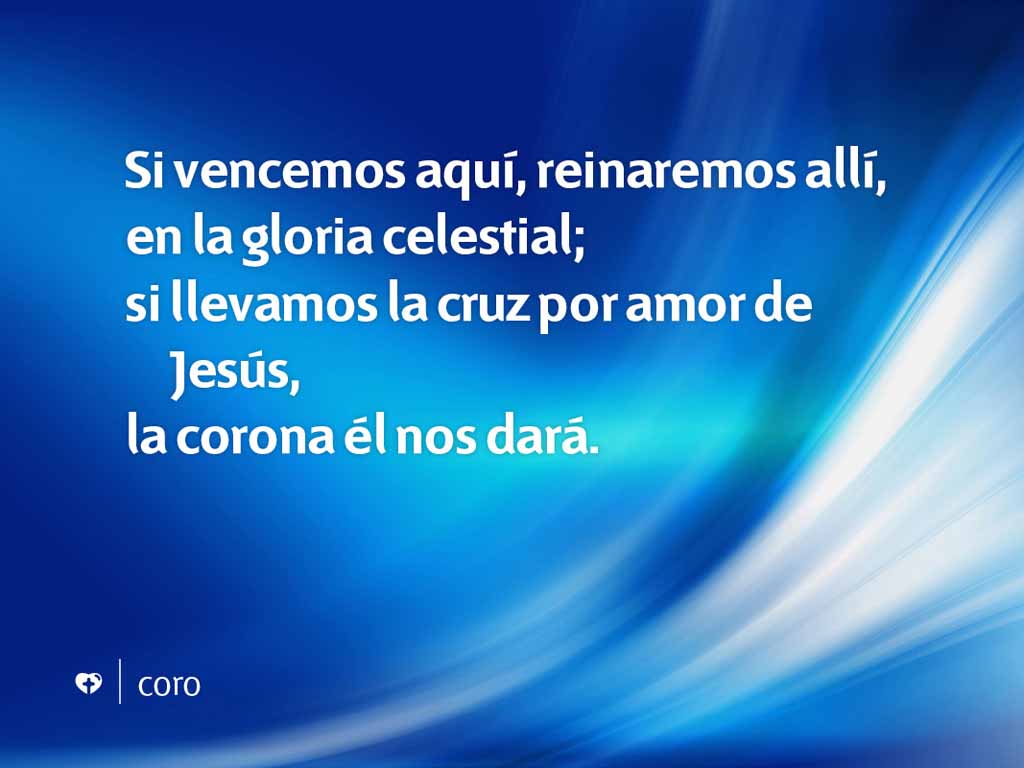 Si vencemos aquí, reinaremos allí,
en la gloria celestial;
si llevamos la cruz por amor de
Jesús,
la corona él nos dará.
coro